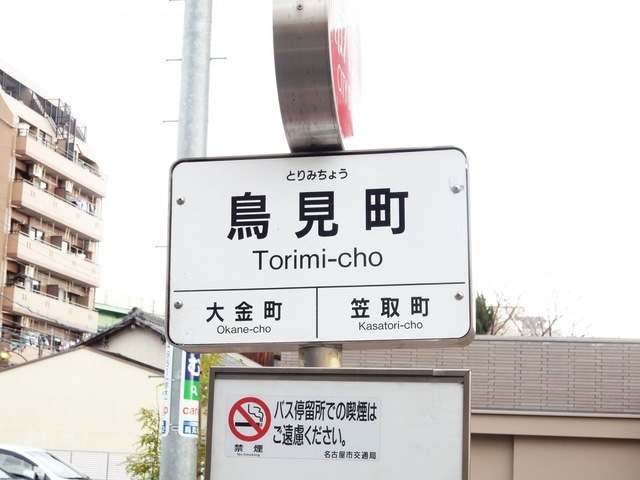 とりみちょう
鳥見町
Torimi-cho
大金町
Okane-cho
笠取町
Kasatori-cho
バス停留所での喫煙は
ご遠慮ください。
禁煙
No Smoking
名古屋市交通局